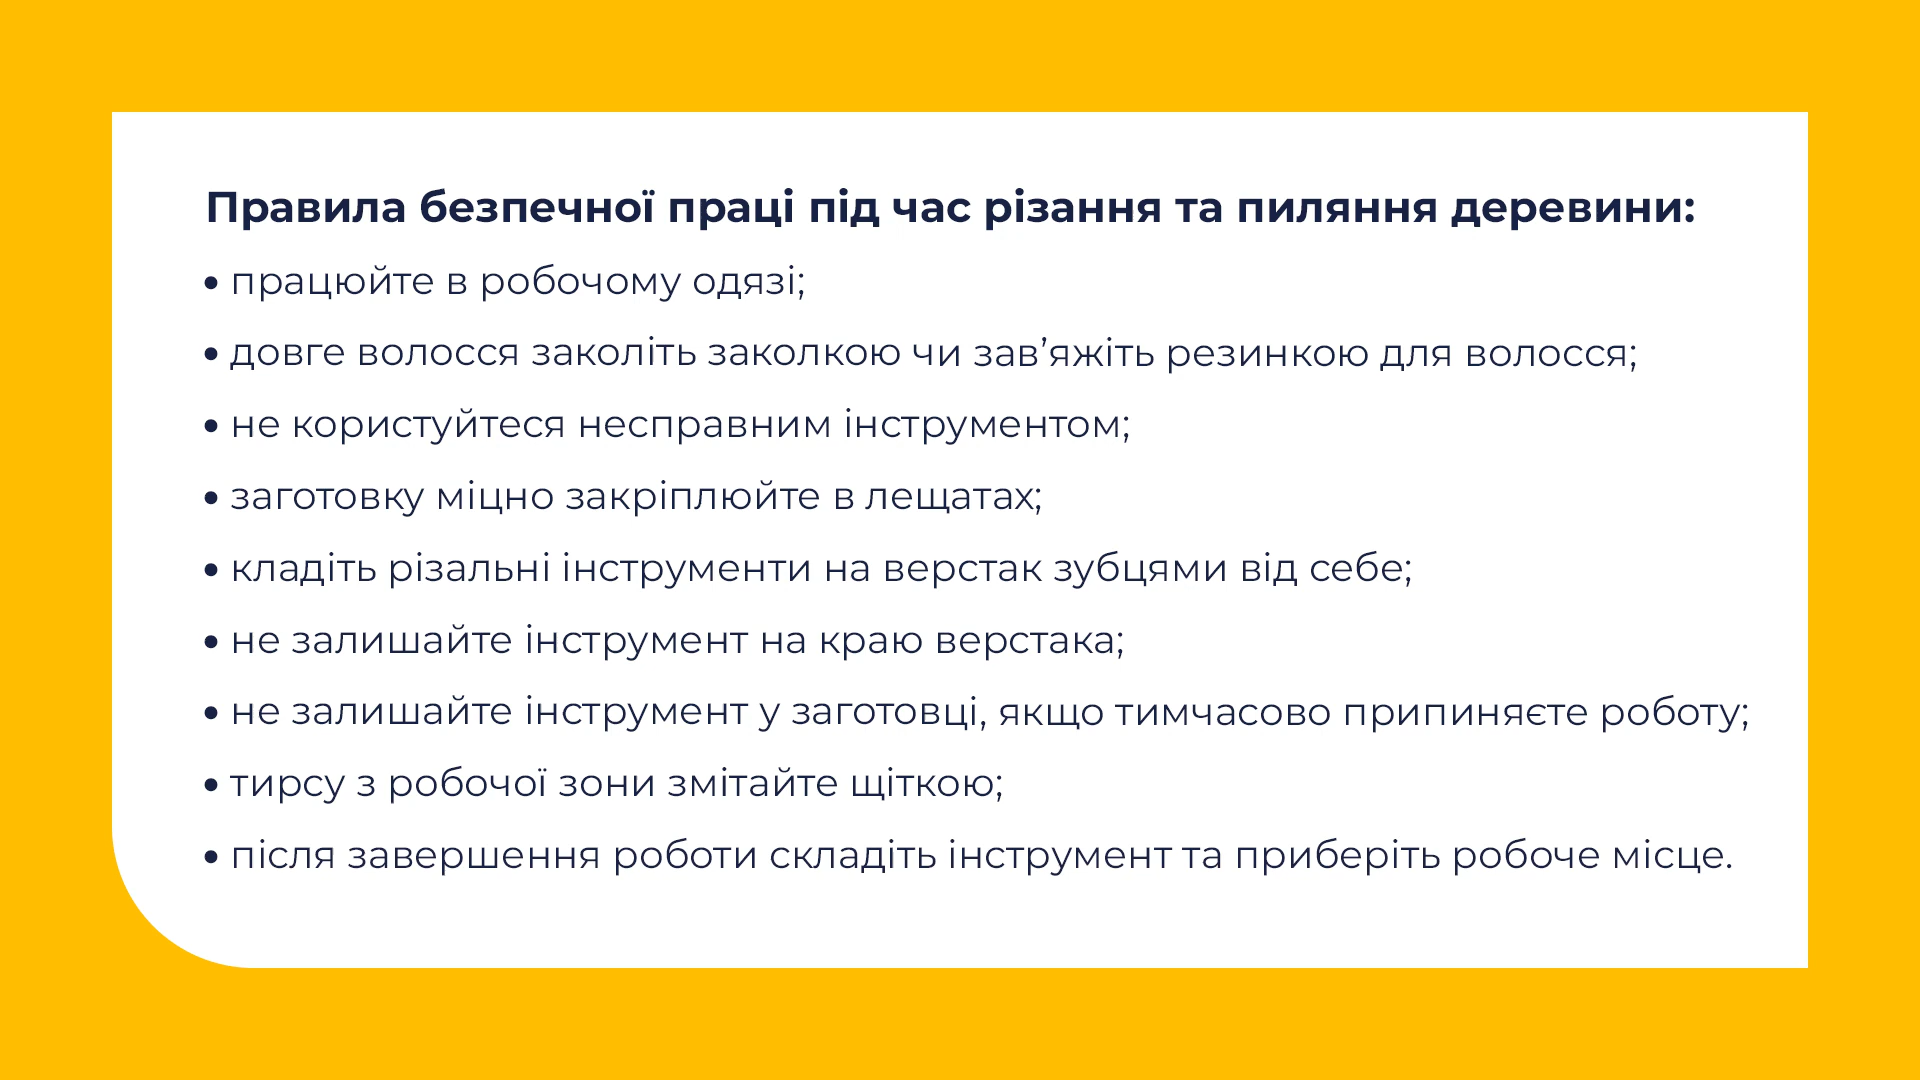 Правила безпечної праці під час різання та пиляння деревини:
• працюйте в робочому одязі;
• довге волосся заколіть заколкою чи зав’яжіть резинкою для волосся;
• не користуйтеся несправним інструментом;
• заготовку міцно закріплюйте в лещатах;
• кладіть різальні інструменти на верстак зубцями від себе;
• не залишайте інструмент на краю верстака;
• не залишайте інструмент у заготовці, якщо тимчасово припиняєте роботу;
• тирсу з робочої зони змітайте щіткою;
• після завершення роботи складіть інструмент та приберіть робоче місце.